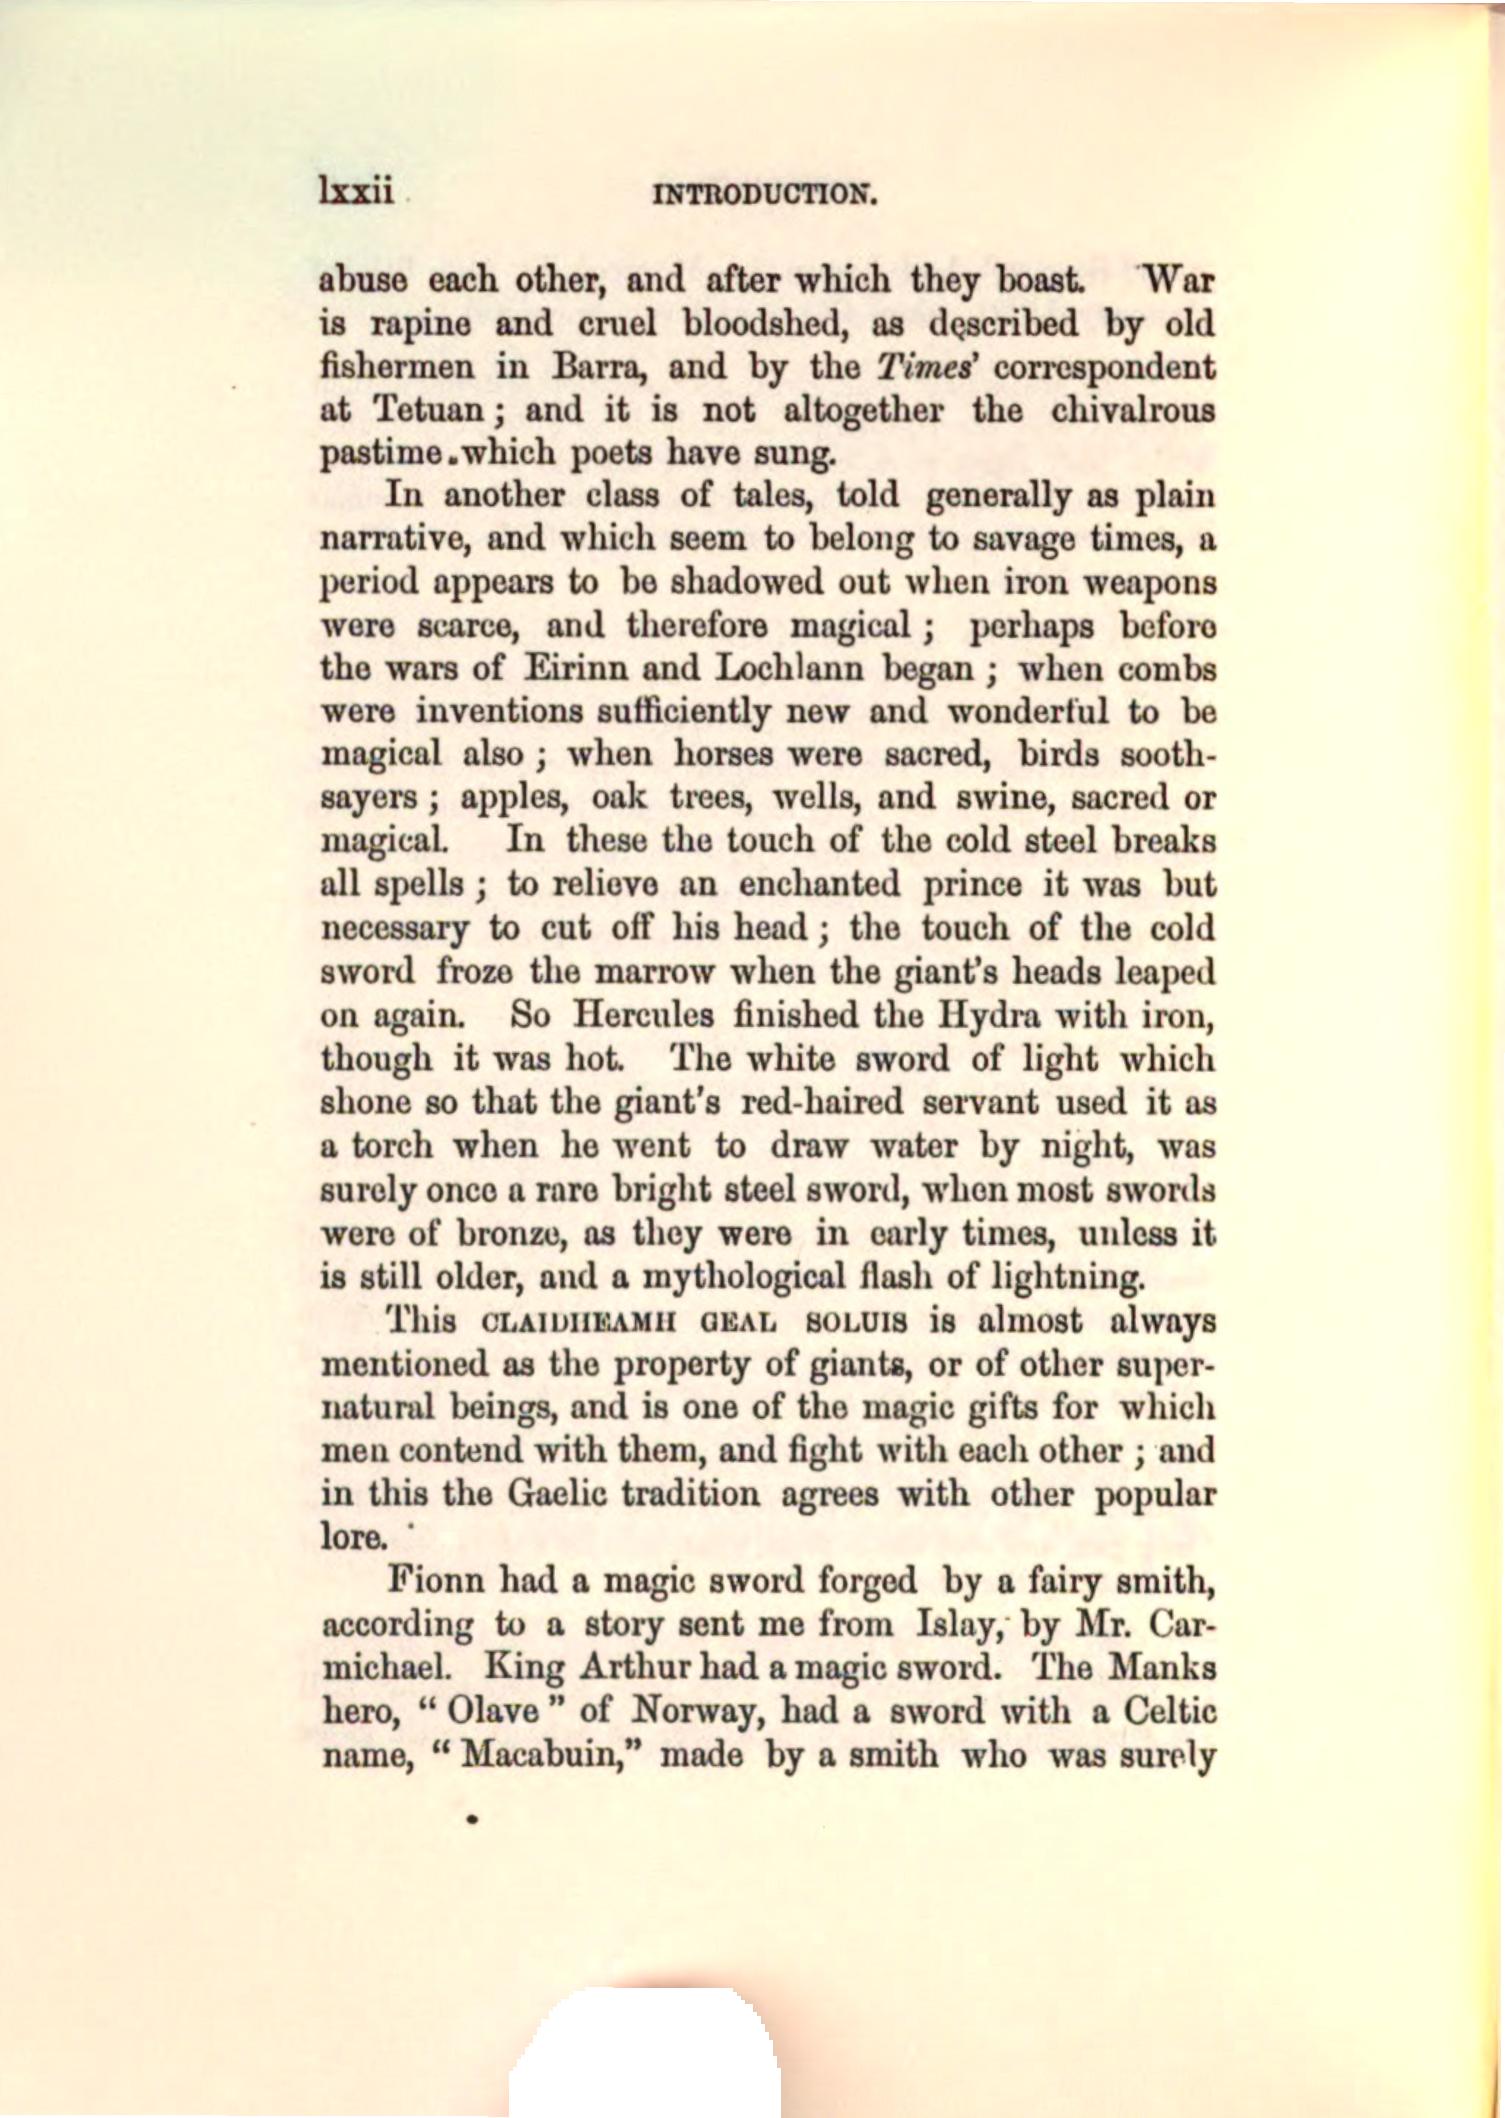 lxxii INTRODUCTION.
abuse each other, and after which they boast. War
is rapine and cruel bloodshed, as described by old
fishermen in Barra, and by the Times' correspondent
at Tetuan ; and it is not altogether the chivalrous
pastime which poets have sung.
In another class of tales, told generally as plain
narrative, and which seem to belong to savage times, a
period appears to be shadowed out when iron weapons
were scarce, and therefore magical ; perhaps before
the wars of Eirinn and Lochlann began ; when combs
were inventions sufficiently new and wonderful to be
magical also ; when horses were sacred, birds sooth-
sayers ; apples, oak trees, wells, and swine, sacred or
magical. In these the touch of the cold steel breaks
all spells ; to relieve an enchanted prince it was but
necessary to cut off his head ; the touch of the cold
sword froze the marrow when the giant's heads leaped
on again. So Hercules finished the Hydra with iron,
though it was hot. The white sword of light which
shone so that the giant's red-haired servant used it as
a torch when he went to draw water by night, was
surely once a rare bright steel sword, when most swords
were of bronze, as they were in early times, unless it
is still older, and a mythological flash of lightning.
This CLAIDHEAMH GEAL SOLUIS is almost always
mentioned as the property of giants, or of other super-
natural beings, and is one of the magic gifts for which
men contend with them, and fight with each other ; and
in this the Gaelic tradition agrees with other popular
lore.
Fionn had a magic sword forged by a fairy smith,
according to a story sent me from Islay, by Mr. Car-
michael. King Arthur had a magic sword. The Manks
hero, " Olave " of Norway, had a sword with a Celtic
name, " Macabuin," made by a smith who was surely